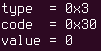 type  = 0x3
code  = 0x30
value = 0